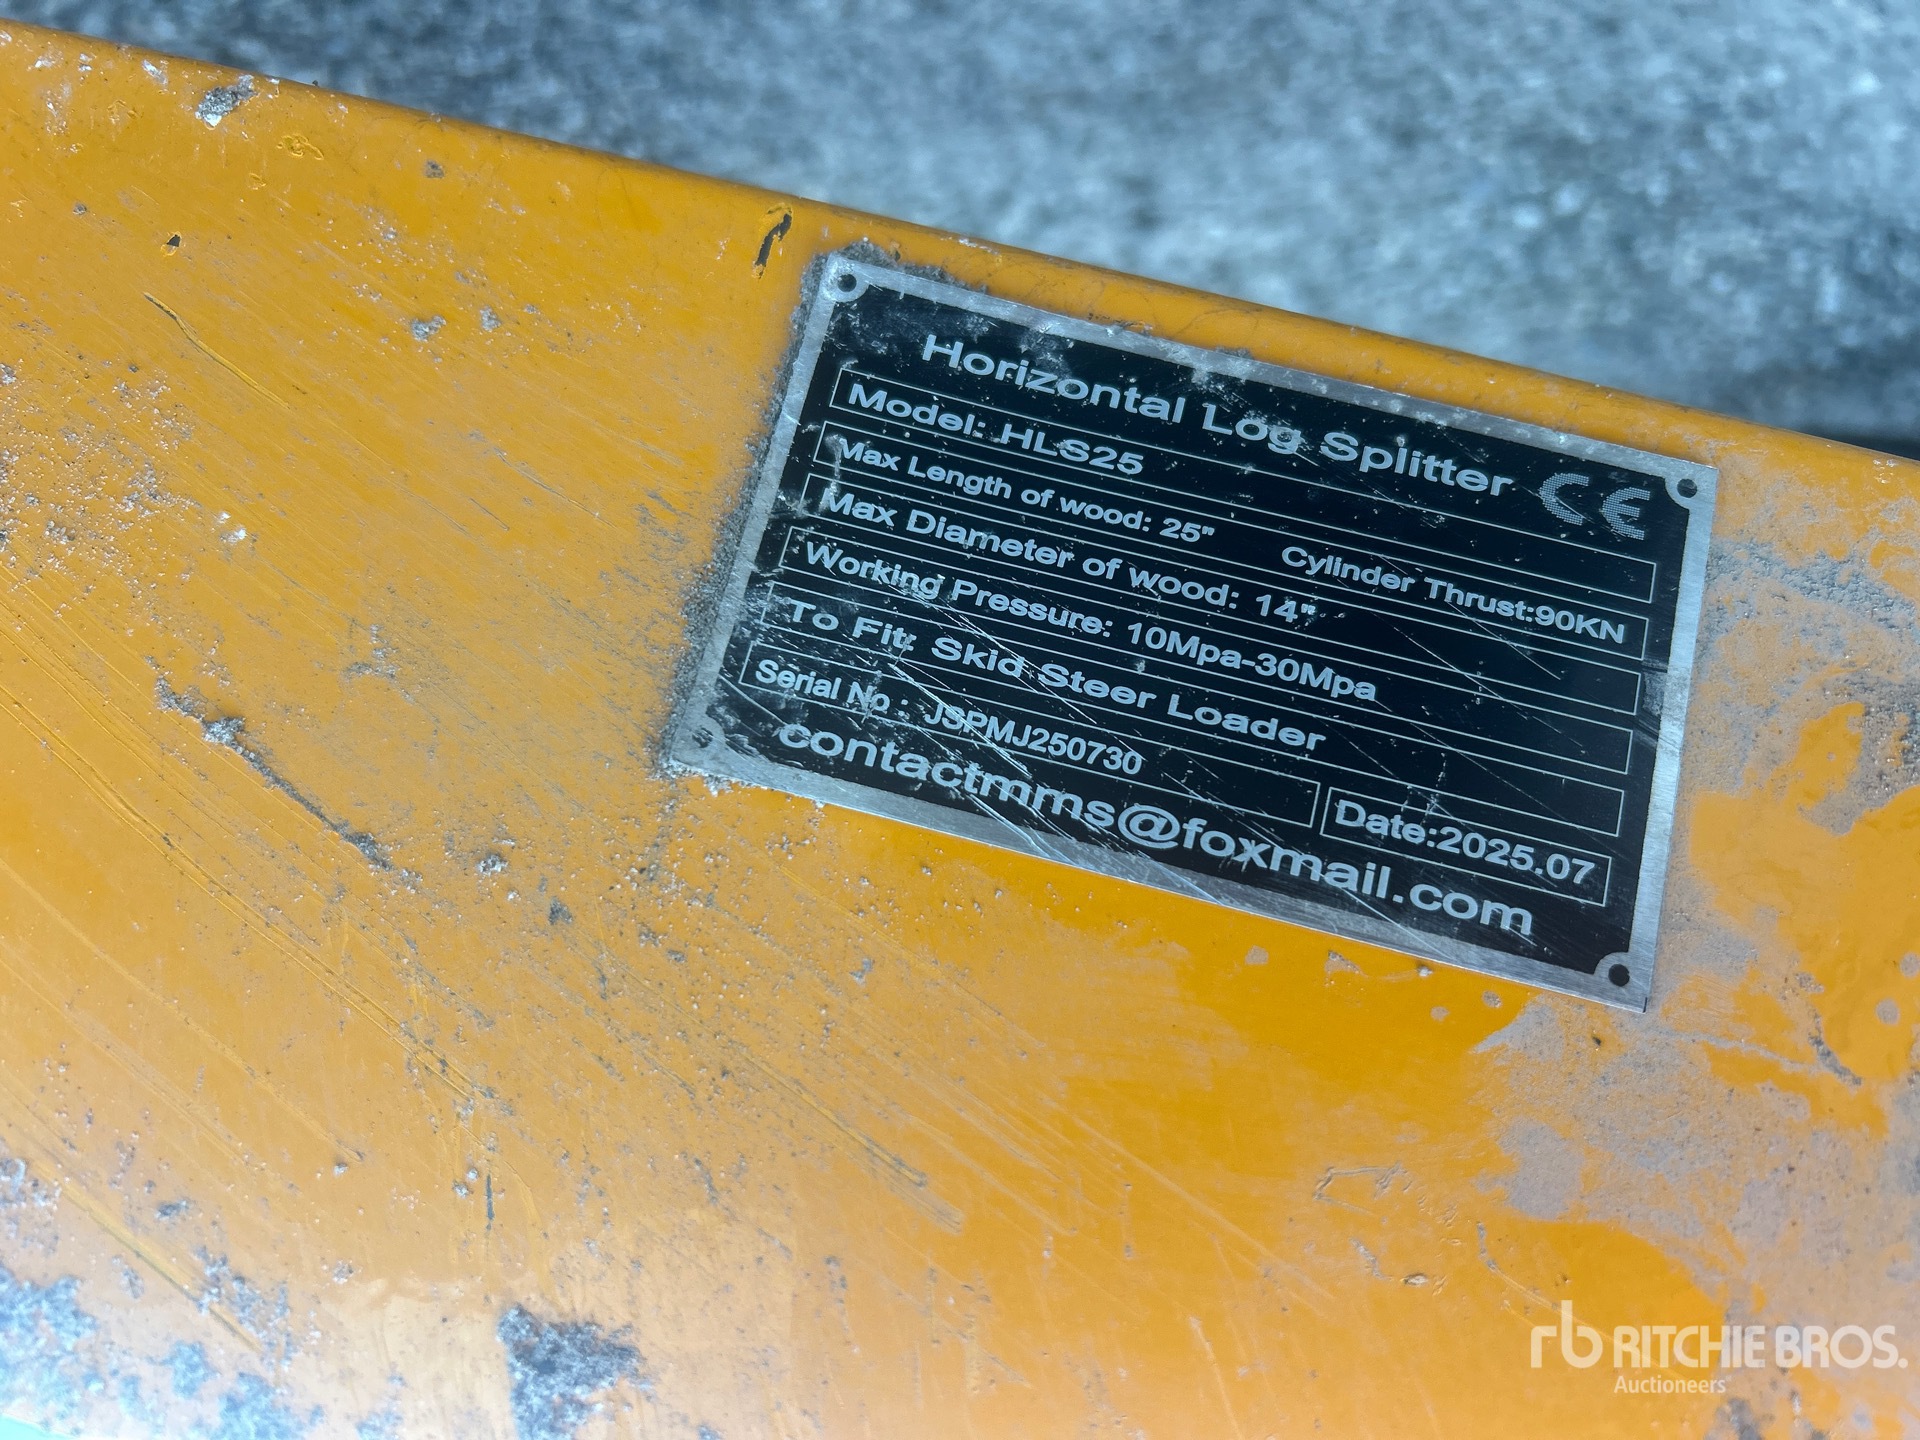 Horizontal Log Splitter CE
Model: HLS25
Max Length of wood: 25" Cylinder Thrust:90KN
Max Diameter of wood: 14"
Working Pressure: 10Mpa-30Mpa
To Fit: Skid Steer Loader
Serial No : JSPMJ250730 Date:2025.07
contactmms@foxmail.com
rb RITCHIE BROS.
Auctioneers